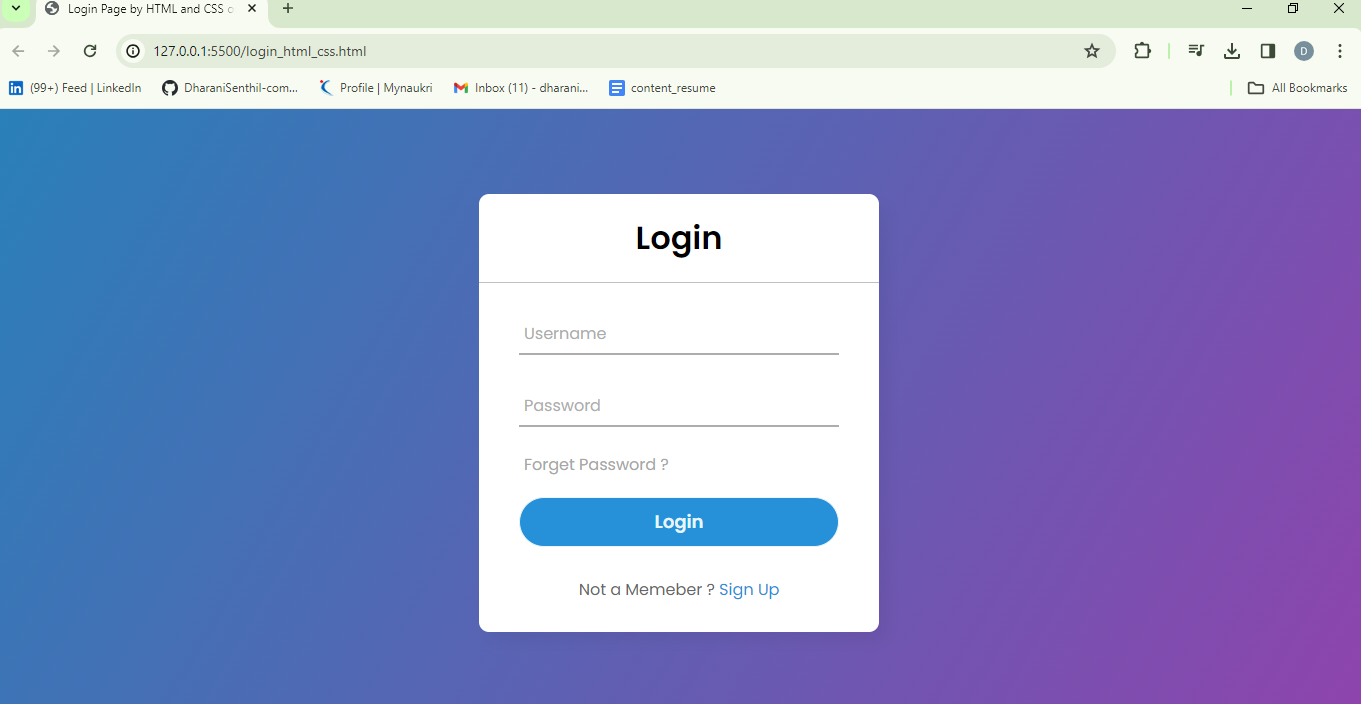 Login Page by HTML and CSS
127.0.0.1:5500/login_html_css.html
D
(99+) Feed | LinkedIn
DharaniSenthil-com...
Profile | Mynaukri
Inbox (11) - dharani...
content_resume
All Bookmarks
Login
Username
Password
Forget Password ?
Login
Not a Memeber ? Sign Up